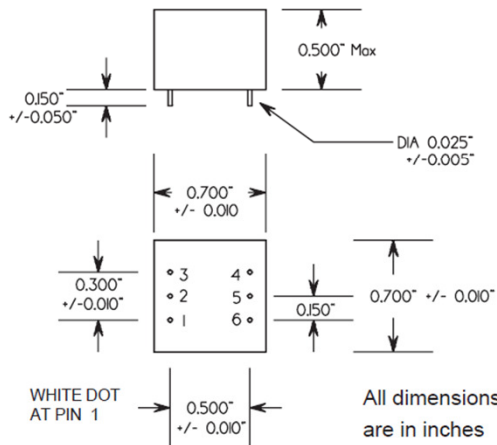 0.500" Max
0.150"
+/-0.050"
DIA 0.025"
+/-0.005"
0.700"
+/- 0.010
3
4
0.300"
+/-0.010"
2
5
0.150"
0.700" +/- 0.010"
1
6
WHITE DOT
AT PIN 1
0.500"
+/- 0.010"
All dimensions
are in inches